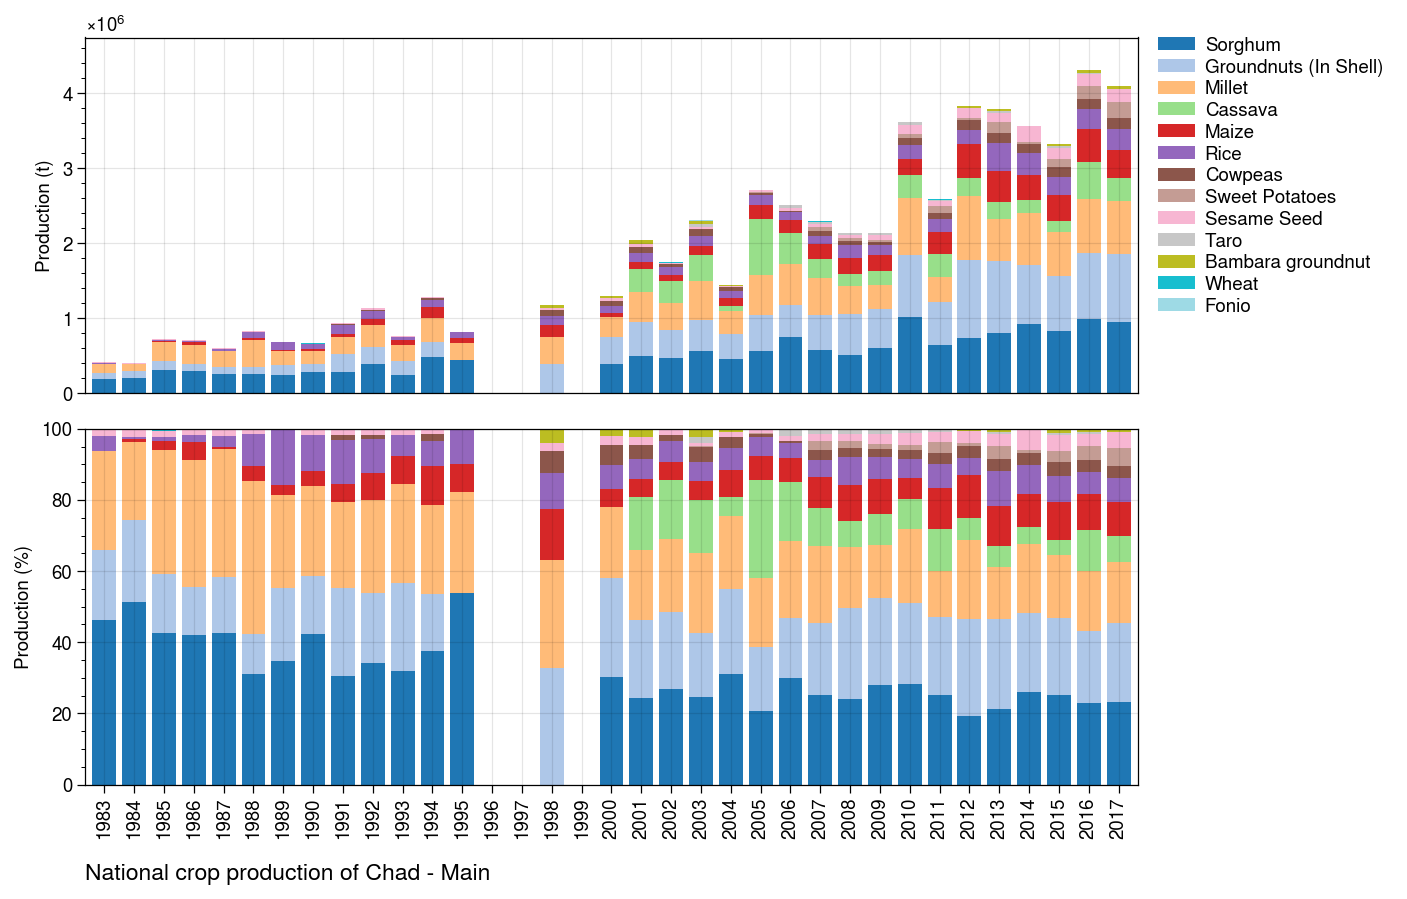 ×10⁶
Production (t)
4
3
2
1
0
Sorghum
Groundnuts (In Shell)
Millet
Cassava
Maize
Rice
Cowpeas
Sweet Potatoes
Sesame Seed
Taro
Bambara groundnut
Wheat
Fonio
Production (%)
100
80
60
40
20
0
1983 1984 1985 1986 1987 1988 1989 1990 1991 1992 1993 1994 1995 1996 1997 1998 1999 2000 2001 2002 2003 2004 2005 2006 2007 2008 2009 2010 2011 2012 2013 2014 2015 2016 2017
National crop production of Chad - Main